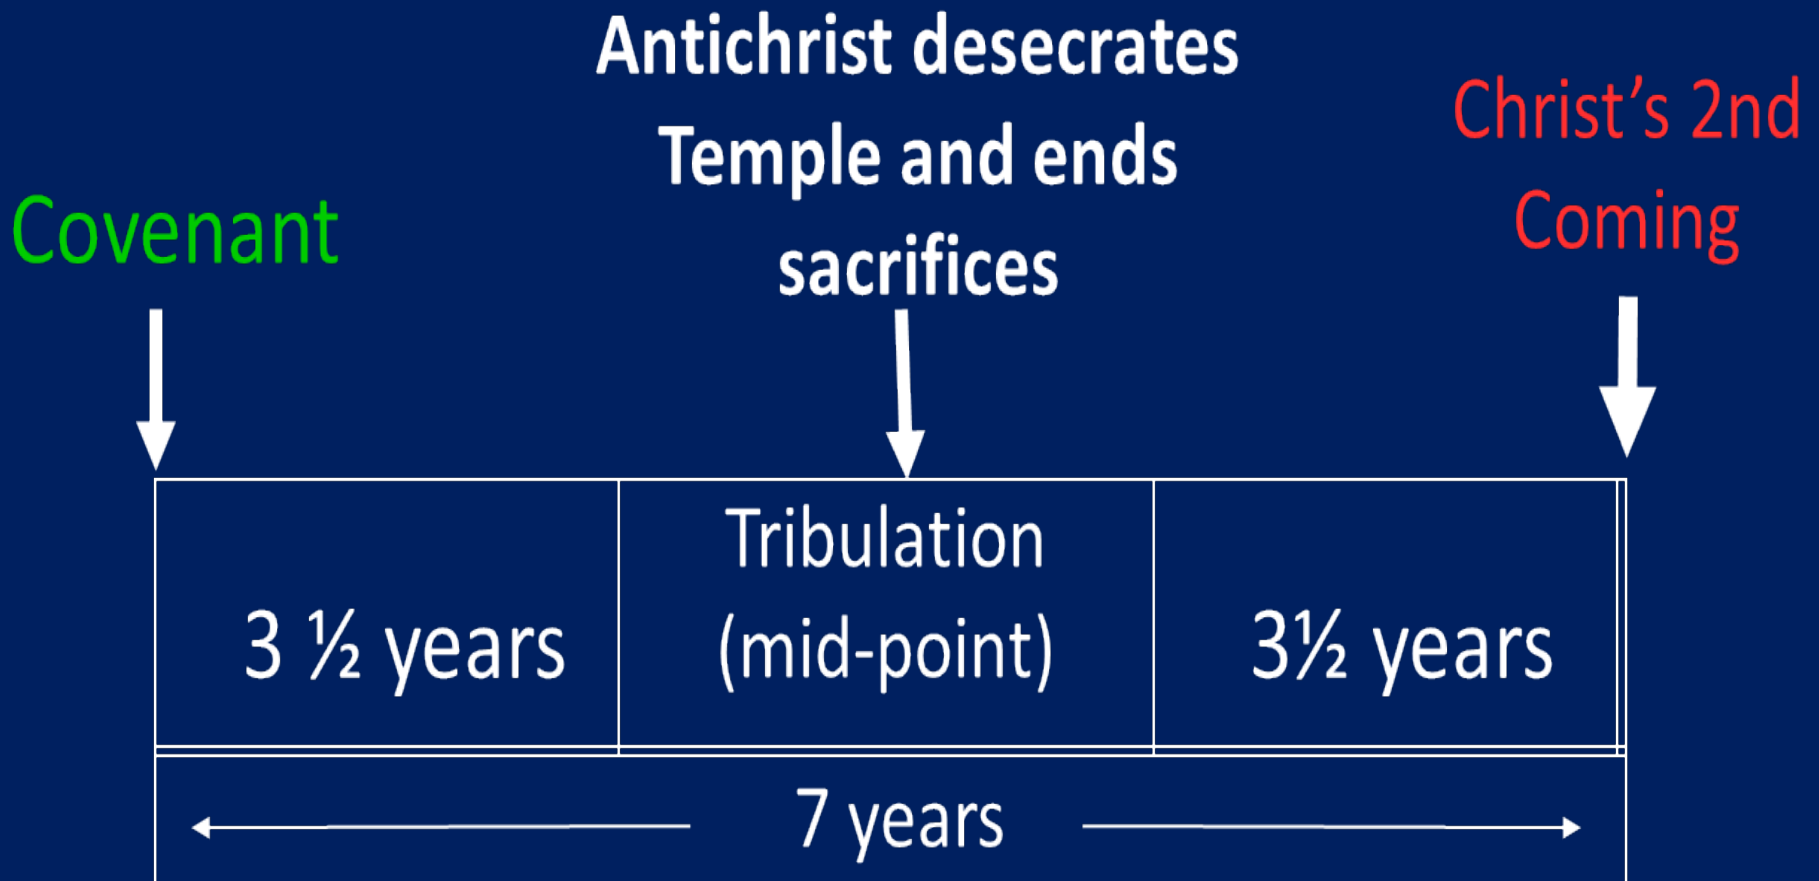 Antichrist desecrates
Temple and ends
sacrifices
Christ’s 2nd
Coming
Covenant
Tribulation
(mid-point)
3 ½ years
3½ years
7 years